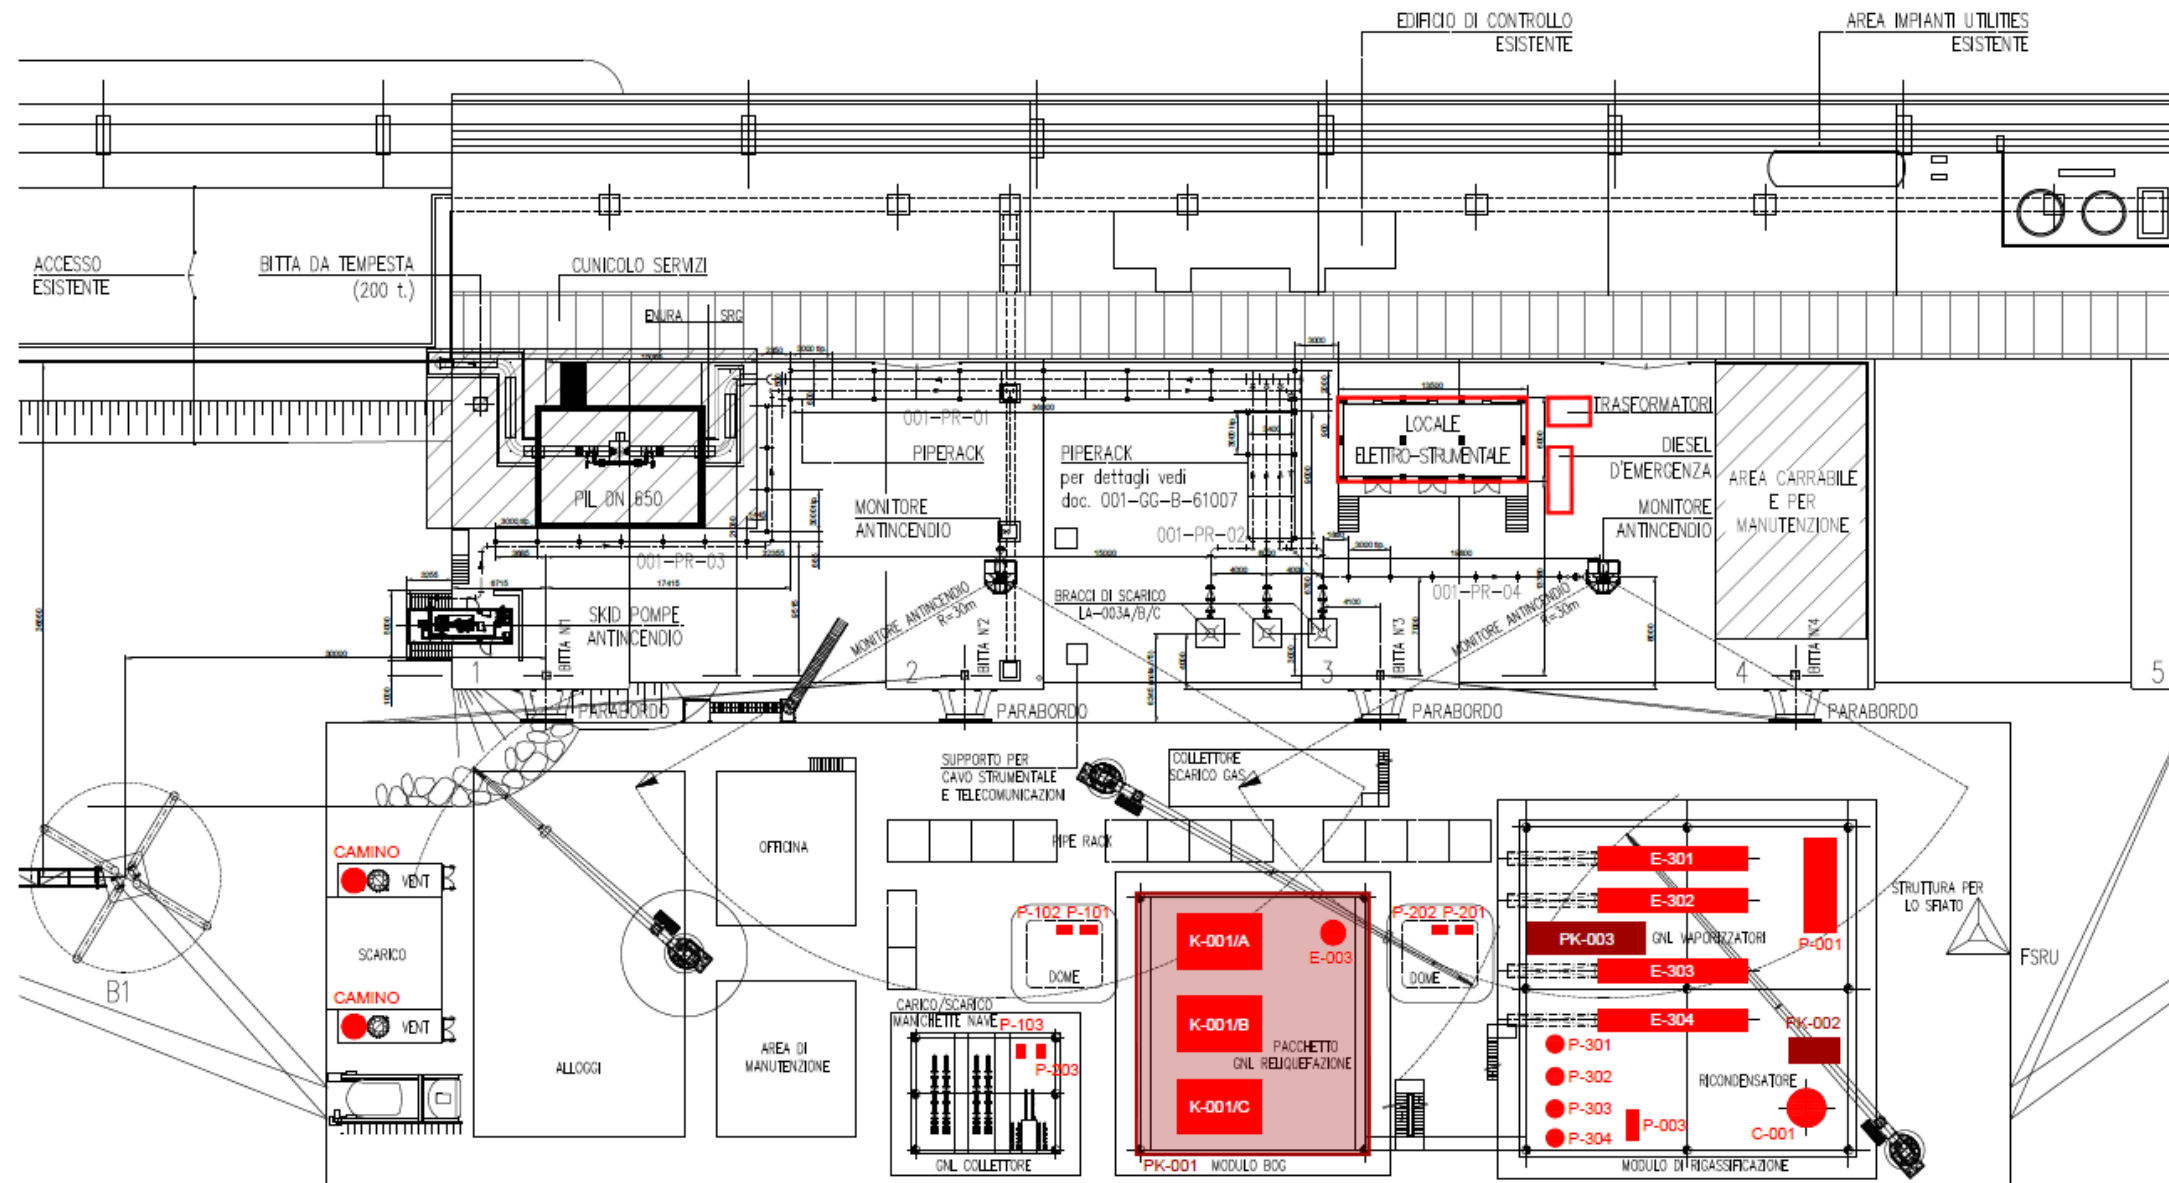 EDIFICIO DI CONTROLLO
ESISTENTE
AREA IMPIANTI UTILITIES
ESISTENTE
ACCESSO
ESISTENTE
BITTA DA TEMPESTA
(200 t.)
CUNICOLO SERVIZI
ENURA
SRG
001-PR-01
PIPERACK
PIPERACK
per dettagli vedi
doc. 001-GG-B-61007
001-PR-02
LOCALE
ELETTRO-STRUMENTALE
TRASFORMATORI
DIESEL
D'EMERGENZA
MONITORE
ANTINCENDIO
AREA CARRABILE
E PER
MANUTENZIONE
PIL DN 650
MONITORE
ANTINCENDIO
001-PR-03
17415
SKID POMPE
ANTINCENDIO
BITTA N°1
MONITORE ANTINCENDIO
R=30m
BITTA N°2
BRACCI DI SCARICO
LA-003A/B/C
BITTA N°3
001-PR-04
MONITORE ANTINCENDIO
R=30m
BITTA N°4
1
2
3
4
5
PARABORDO
PARABORDO
PARABORDO
PARABORDO
SUPPORTO PER
CAVO STRUMENTALE
E TELECOMUNICAZIONI
COLLETTORE
SCARICO GAS
PIPE RACK
OFFICINA
CAMINO
VENT
SCARICO
CAMINO
VENT
B1
ALLOGGI
AREA DI
MANUTENZIONE
P-102 P-101
DOME
CARICO/SCARICO
MANICHETTE NAVE
P-103
P-203
GNL COLLETTORE
K-001/A
E-003
K-001/B
PACCHETTO
GNL RELIQUEFAZIONE
K-001/C
PK-001
MODULO BOG
P-202 P-201
DOME
E-301
E-302
PK-003
GNL VAPORIZZATORI
P-001
E-303
E-304
PK-002
P-301
P-302
P-303
P-304
P-003
RICONDENSATORE
C-001
MODULO DI RIGASSIFICAZIONE
STRUTTURA PER
LO SFIATO
FSRU